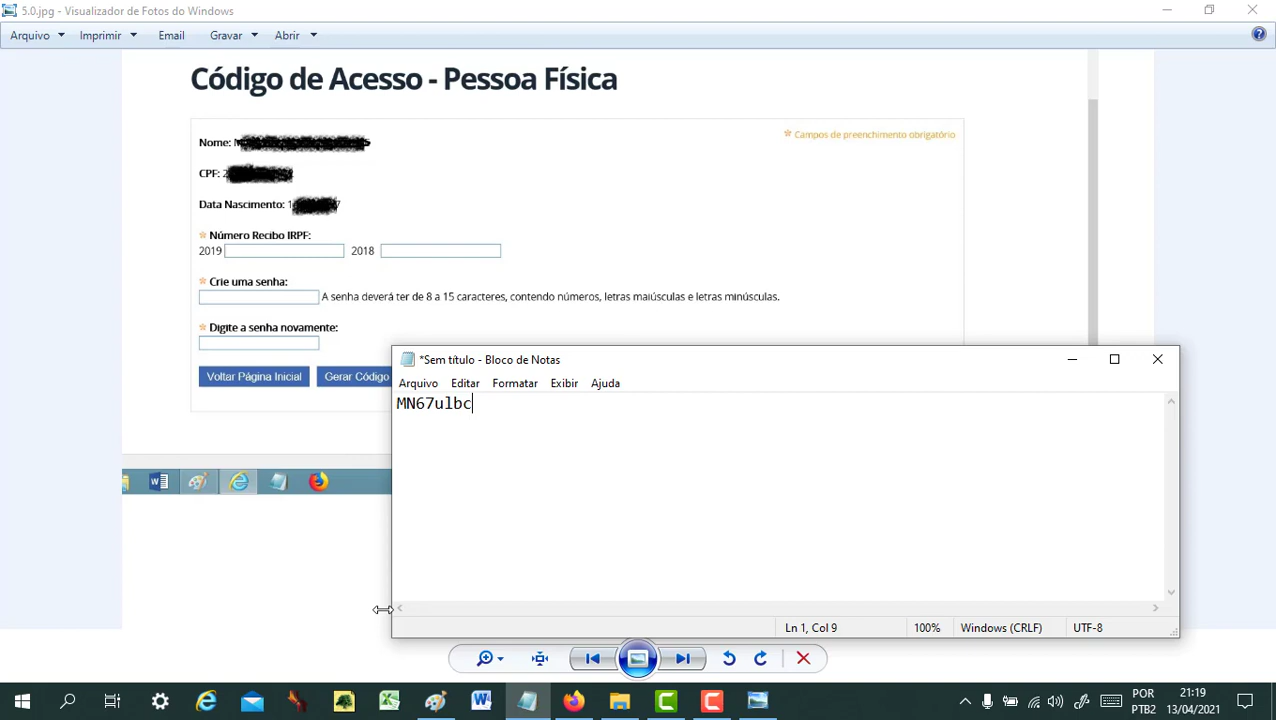 5.0.jpg - Visualizador de Fotos do Windows
Arquivo Imprimir Email Gravar Abrir
Código de Acesso - Pessoa Física
* Campos de preenchimento obrigatório
Nome:
CPF: 2
Data Nascimento: 1 7
* Número Recibo IRPF:
2019 2018
* Crie uma senha:
A senha deverá ter de 8 a 15 caracteres, contendo números, letras maiúsculas e letras minúsculas.
* Digite a senha novamente:
Voltar Página Inicial Gerar Código
*Sem título - Bloco de Notas
Arquivo Editar Formatar Exibir Ajuda
MN67ulbc
Ln 1, Col 9 100% Windows (CRLF) UTF-8
POR 21:19
PTB2 13/04/2021